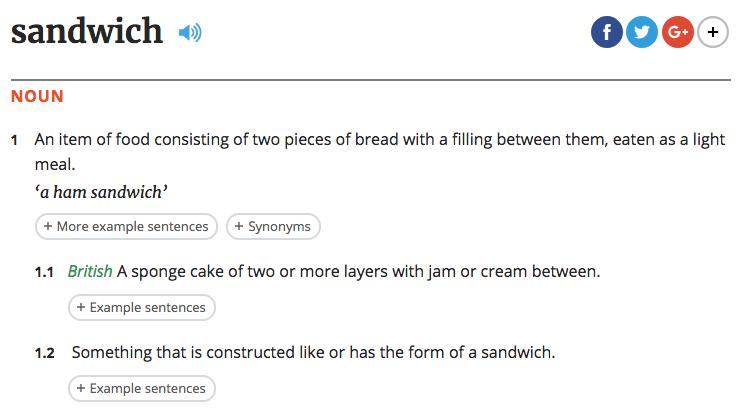 sandwich
f G+ +
NOUN
1 An item of food consisting of two pieces of bread with a filling between them, eaten as a light
meal.
‘a ham sandwich’
+ More example sentences + Synonyms
1.1 British A sponge cake of two or more layers with jam or cream between.
+ Example sentences
1.2 Something that is constructed like or has the form of a sandwich.
+ Example sentences